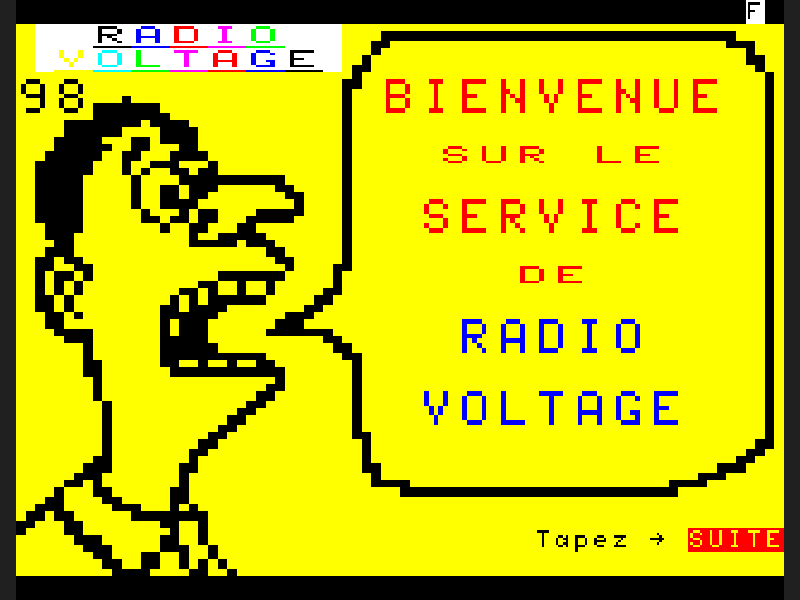 F
RADIO
VOLTAGE
98
BIENVENUE
SUR LE
SERVICE
DE
RADIO
VOLTAGE
Tapez → SUITE